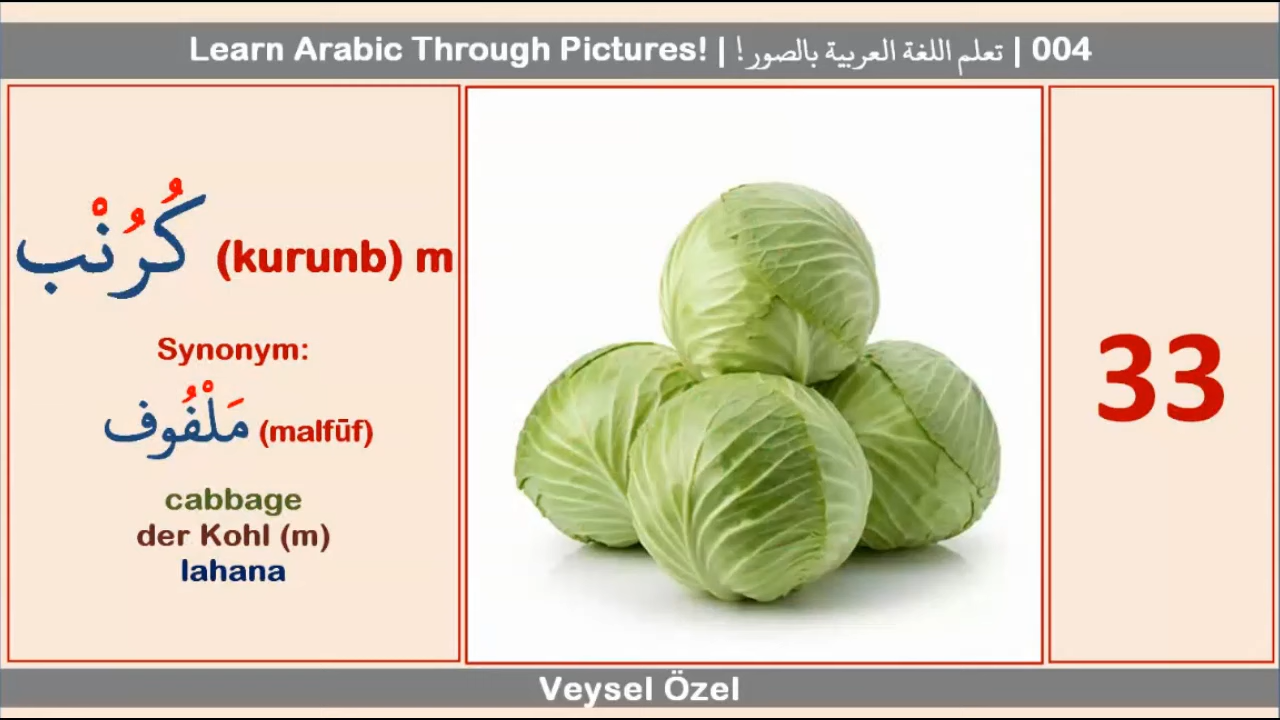 Learn Arabic Through Pictures! | تعلم اللغة العربية بالصور! | 004
كُرُنْب (kurunb) m
Synonym:
مَلْفُوف (malfūf)
cabbage
der Kohl (m)
lahana
33
Veysel Özel